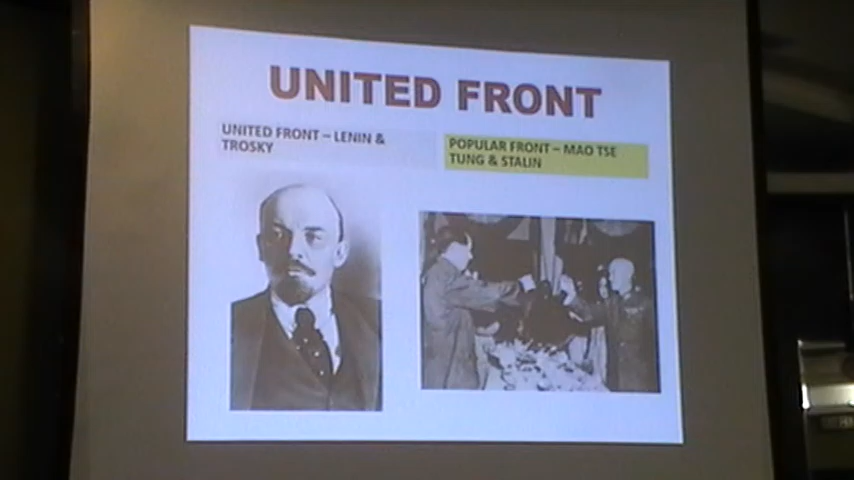 UNITED FRONT
UNITED FRONT – LENIN &
TROSKY
POPULAR FRONT – MAO TSE
TUNG & STALIN